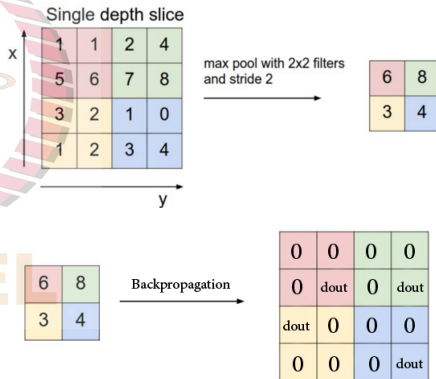 Single depth slice
x
1 1 2 4
5 6 7 8
3 2 1 0
1 2 3 4
y
max pool with 2x2 filters
and stride 2
6 8
3 4
6 8
3 4
Backpropagation
0 0 0 0
0 dout 0 dout
dout 0 0 0
0 0 0 dout